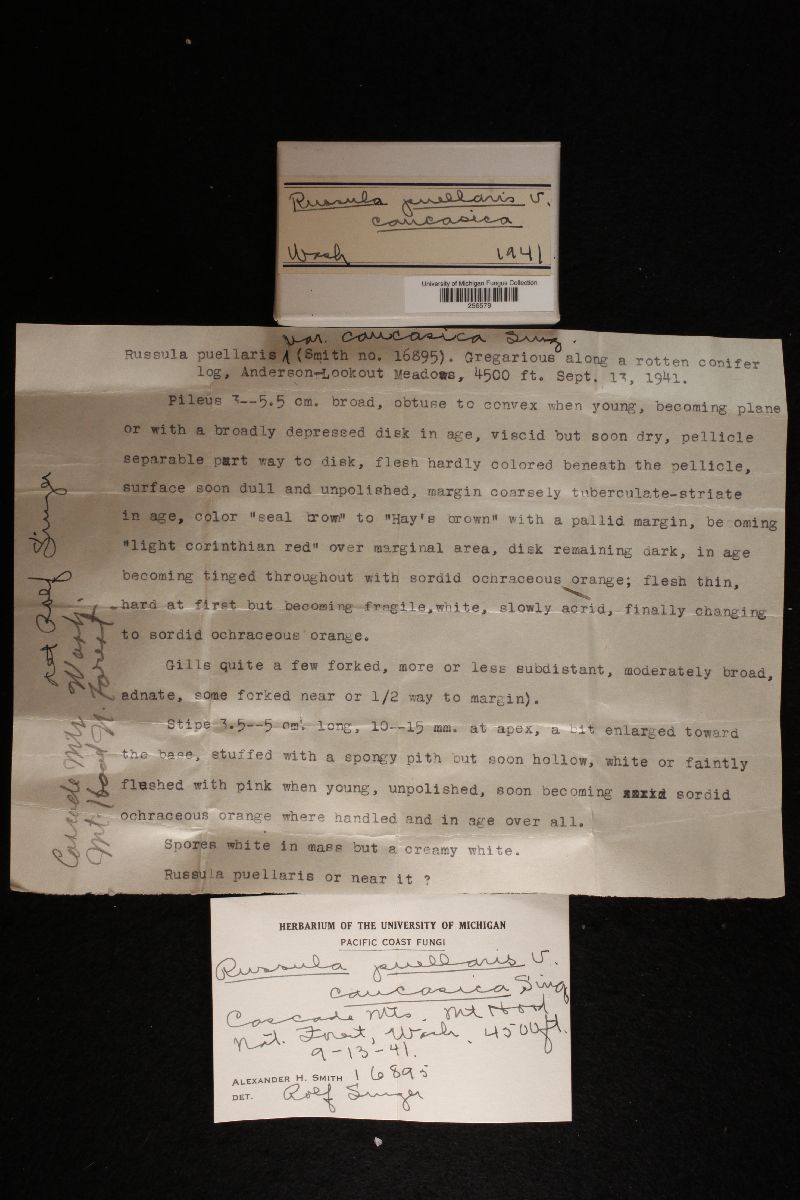 Russula puellaris v.
caucasica
Wash 1941
University of Michigan Fungus Collection
256579
var. caucasica Sing.
Russula puellaris ∧ (Smith no. 16895). Gregarious along a rotten conifer
log, Anderson-Lookout Meadows, 4500 ft. Sept. 13, 1941.
Pileus 3--5.5 cm. broad, obtuse to convex when young, becoming plane
or with a broadly depressed disk in age, viscid but soon dry, pellicle
separable part way to disk, flesh hardly colored beneath the pellicle,
surface soon dull and unpolished, margin coarsely tuberculate-striate
in age, color "seal brown" to "Hay's brown" with a pallid margin, be oming
"light corinthian red" over marginal area, disk remaining dark, in age
becoming tinged throughout with sordid ochraceous orange; flesh thin,
hard at first but becoming fragile,white, slowly acrid, finally changing
to sordid ochraceous orange.
Gills quite a few forked, more or less subdistant, moderately broad,
adnate, some forked near or 1/2 way to margin).
Stipe 3.5--5 cm. long, 10--15 mm. at apex, a bit enlarged toward
the base, stuffed with a spongy pith but soon hollow, white or faintly
flushed with pink when young, unpolished, soon becoming sordid
ochraceous orange where handled and in age over all.
Spores white in mass but a creamy white.
Russula puellaris or near it ?
det Rolf Singer
Cascade Mts Wash.
Mt. Hood N. Forest.
HERBARIUM OF THE UNIVERSITY OF MICHIGAN
PACIFIC COAST FUNGI
Russula puellaris v.
caucasica Sing
Cascade Mts. Mt Hood
Nat. Forest, Wash. 4500ft.
9-13-41.
ALEXANDER H. SMITH 16895
DET. Rolf Singer